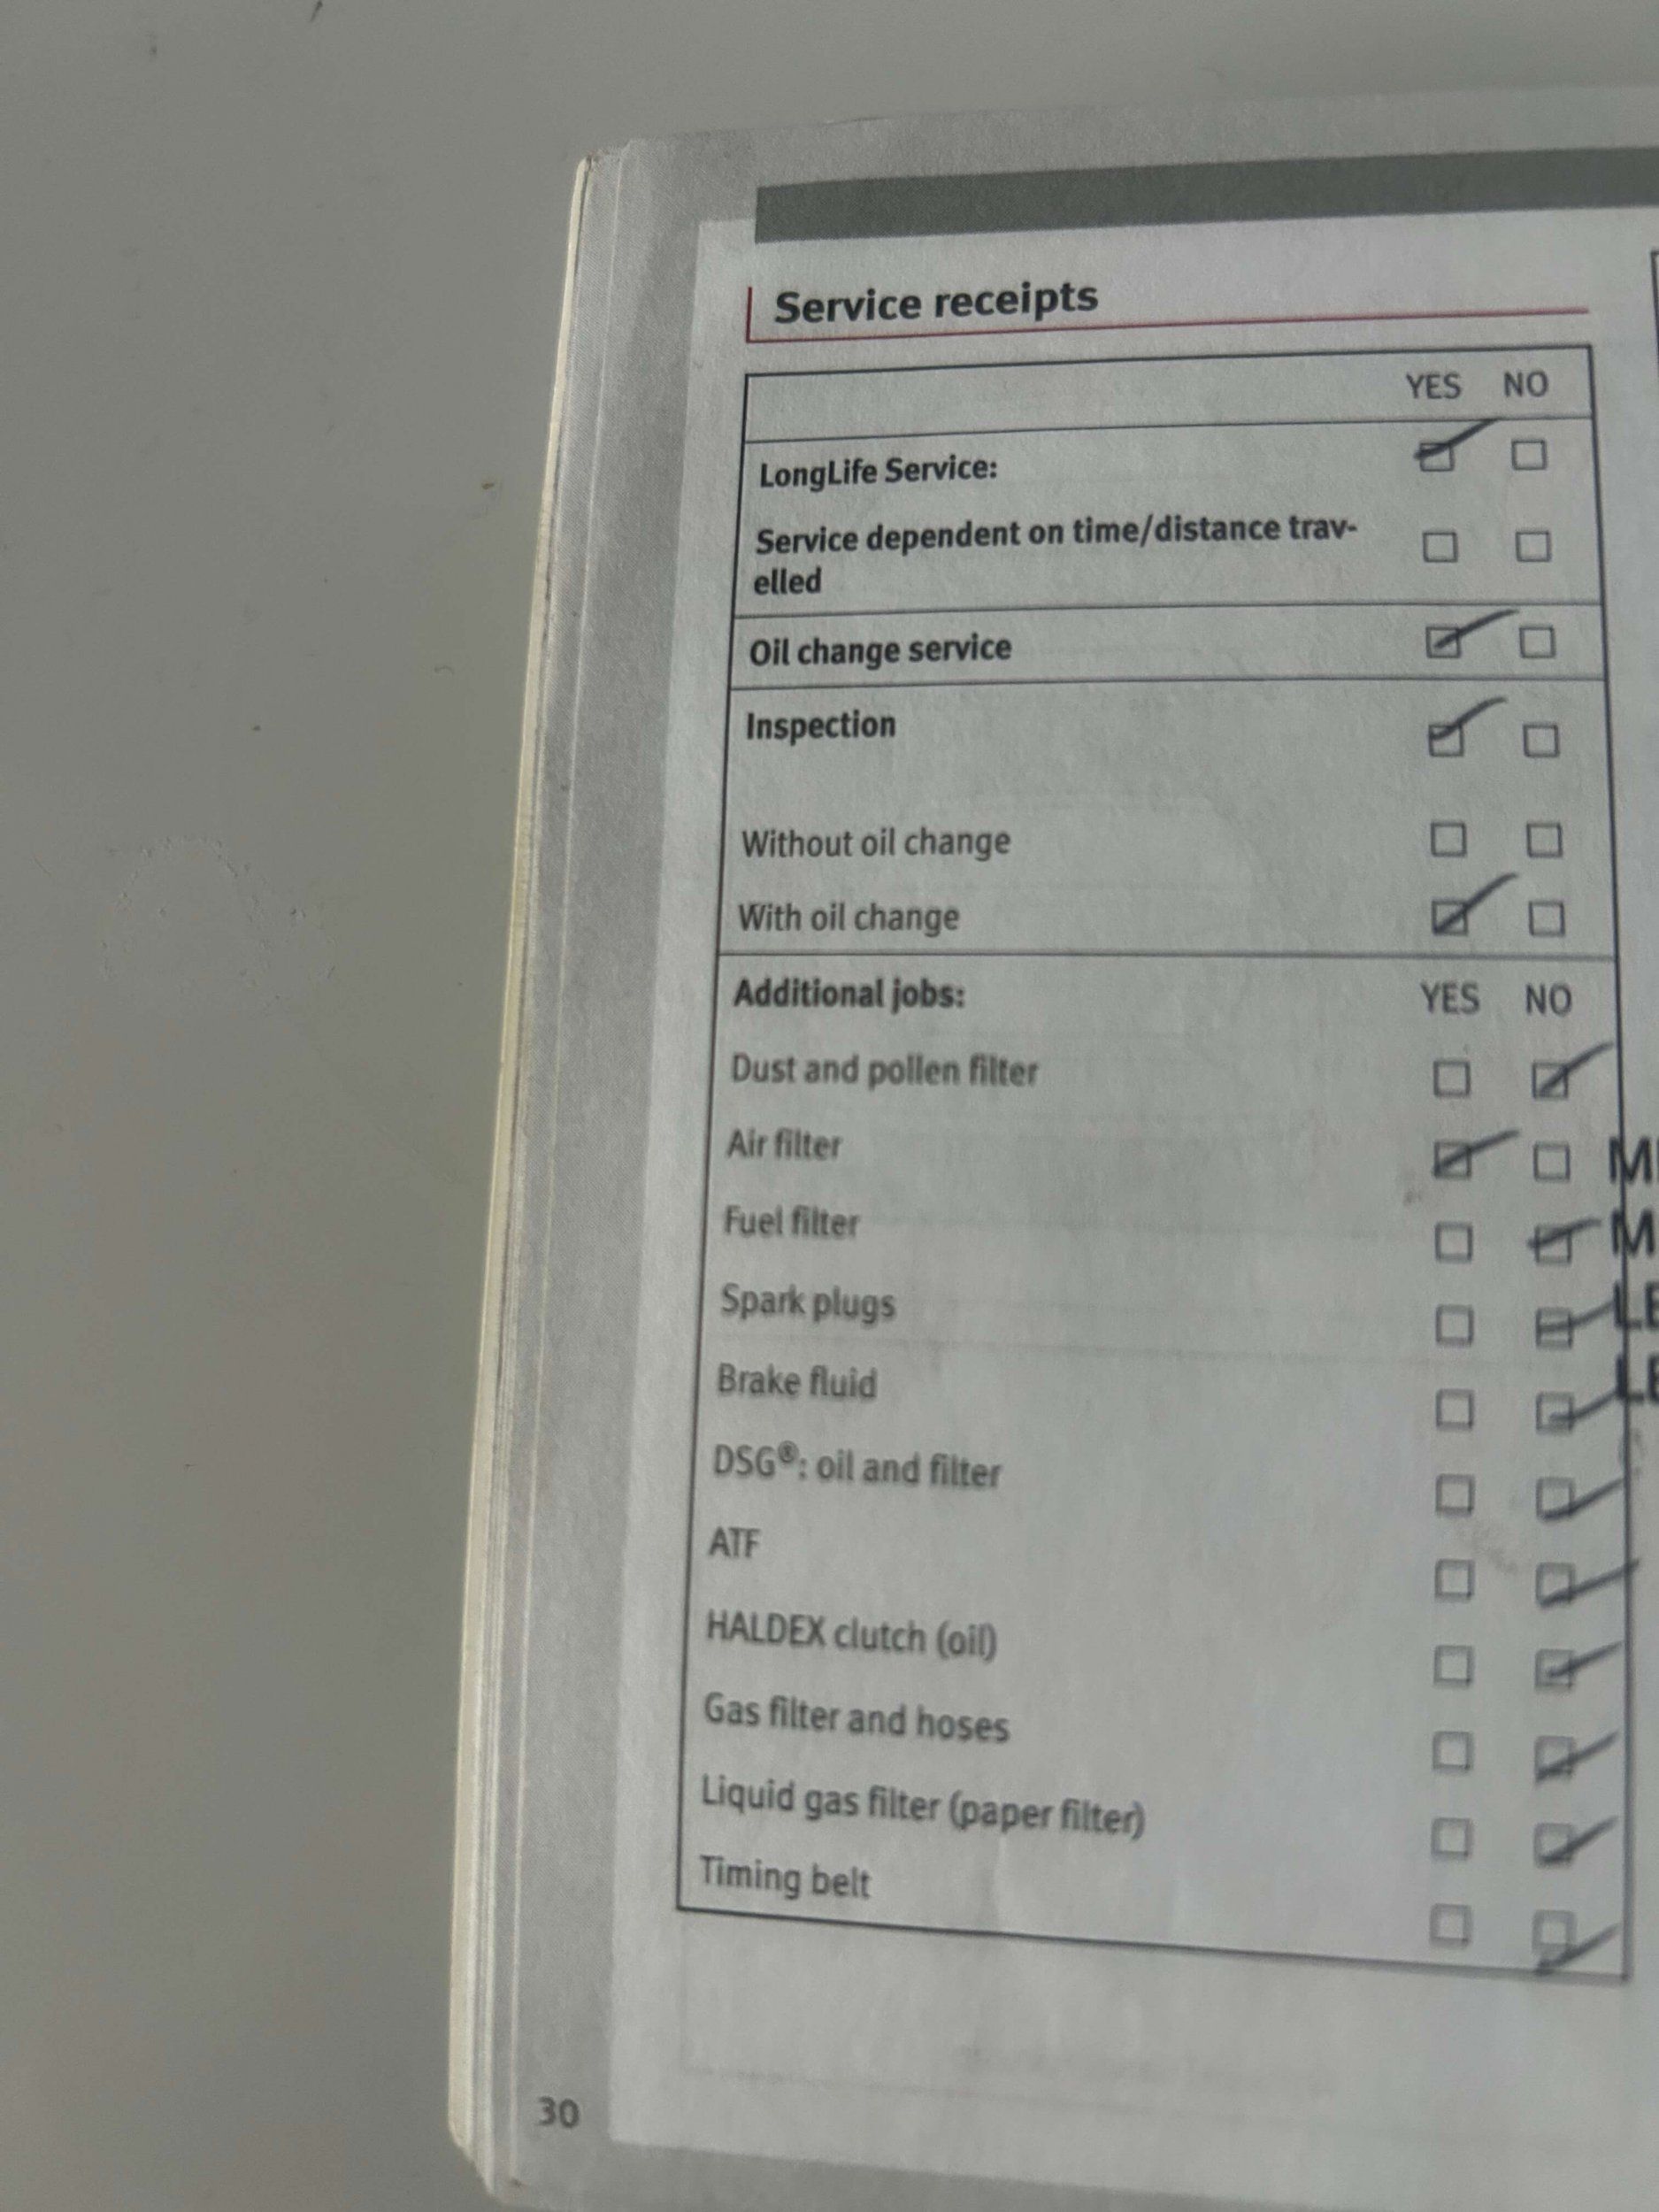 Service receipts
YES NO
LongLife Service:
Service dependent on time/distance trav-
elled
Oil change service
Inspection
Without oil change
With oil change
Additional jobs: YES NO
Dust and pollen filter
Air filter
Fuel filter
Spark plugs
Brake fluid
DSG®: oil and filter
ATF
HALDEX clutch (oil)
Gas filter and hoses
Liquid gas filter (paper filter)
Timing belt
30